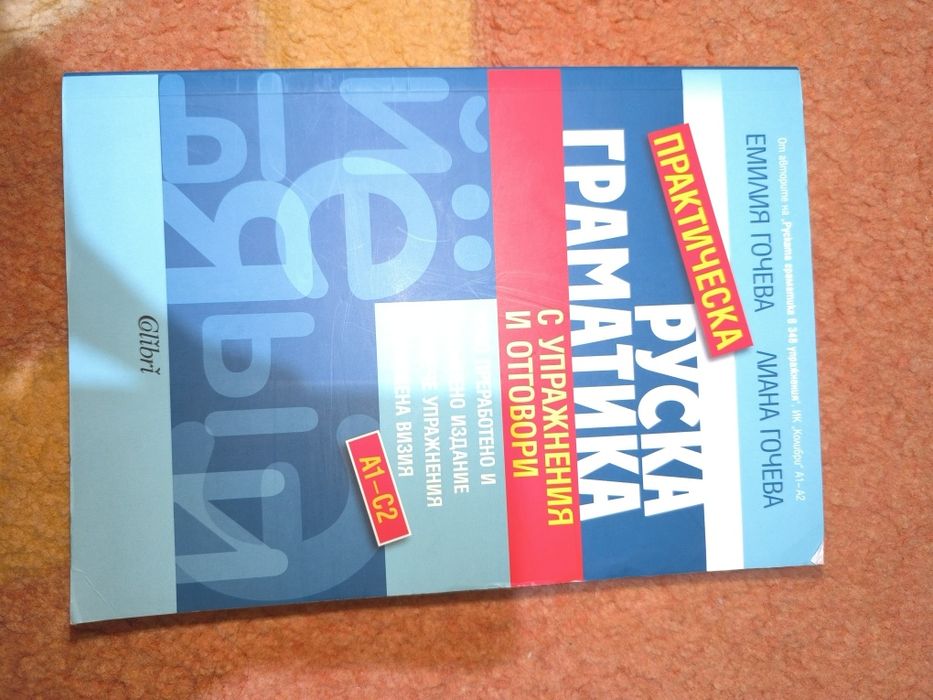 От авторите на „Руската граматика в 348 упражнения“, ИК „Колибри“ А1–А2
ЕМИЛИЯ ГОЧЕВА ЛИАНА ГОЧЕВА
ПРАКТИЧЕСКА
РУСКА
ГРАМАТИКА
С УПРАЖНЕНИЯ
И ОТГОВОРИ
ПРЕРАБОТЕНО И
ИЗДАНИЕ
УПРАЖНЕНИЯ
ВИЗИЯ
А1–С2
Colibri